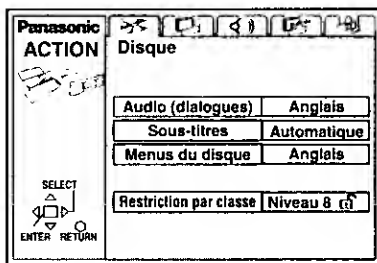 Panasonic
ACTION
Disque
Audio (dialogues) Anglais
Sous-titres Automatique
Menus du disque Anglais
Restriction par classe Niveau 8
SELECT
ENTER RETURN